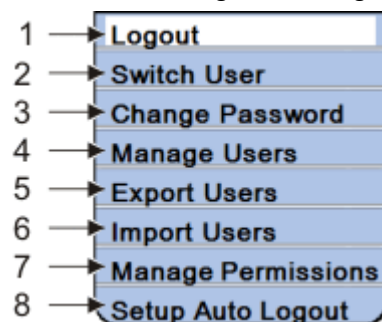 1 Logout
2 Switch User
3 Change Password
4 Manage Users
5 Export Users
6 Import Users
7 Manage Permissions
8 Setup Auto Logout